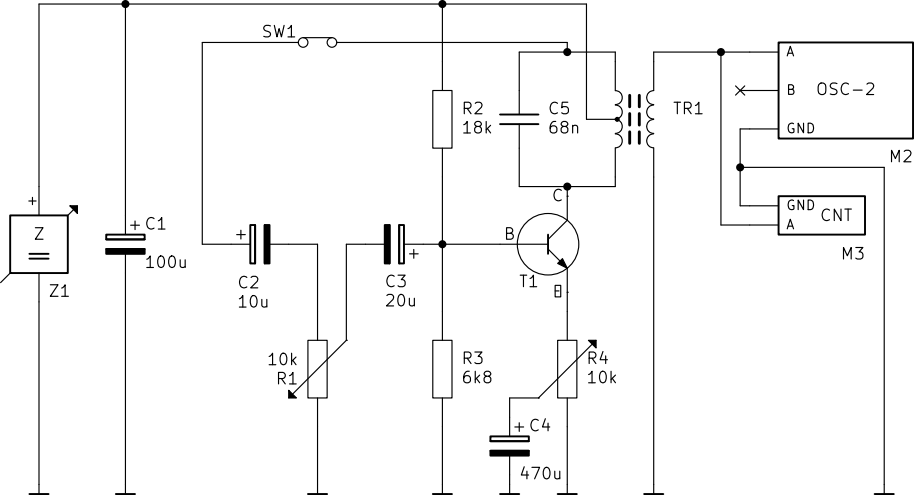 SW1
A
OSC-2
B
GND
M2
R2
18k
C5
68n
TR1
GND
CNT
A
M3
+
Z
Z1
+
C1
100u
+
C2
10u
C3
+
20u
B
C
T1
E
10k
R1
R3
6k8
R4
10k
+
C4
470u